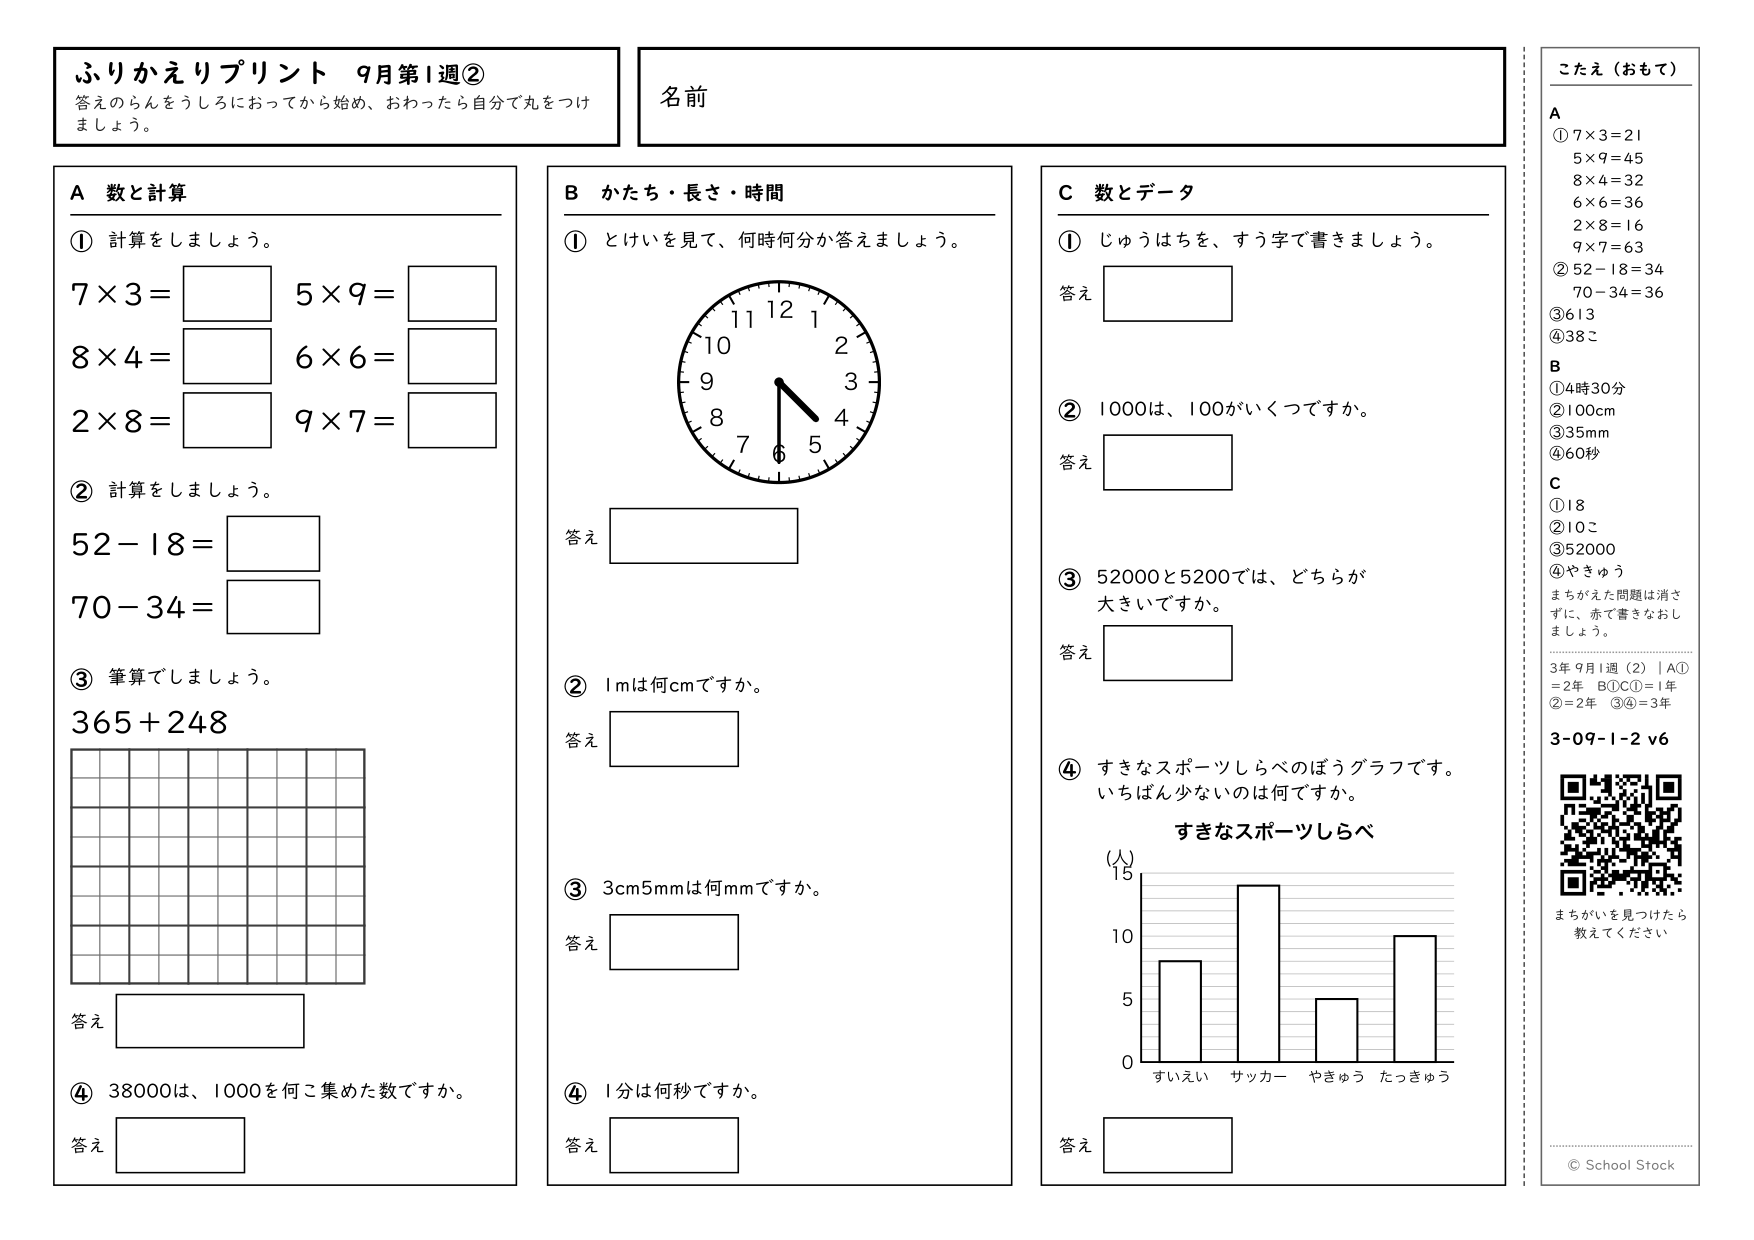 ふりかえりプリント　9月第1週②
答えのらんをうしろにおってから始め、おわったら自分で丸をつけ
ましょう。
名前
A　数と計算
① 計算をしましょう。
7×3＝ 5×9＝
8×4＝ 6×6＝
2×8＝ 9×7＝
② 計算をしましょう。
52−18＝
70−34＝
③ 筆算でしましょう。
365＋248
答え
④ 38000は、1000を何こ集めた数ですか。
答え
B　かたち・長さ・時間
① とけいを見て、何時何分か答えましょう。
12
11 1
10 2
9 3
8 4
7 5
6
答え
② 1mは何cmですか。
答え
③ 3cm5mmは何mmですか。
答え
④ 1分は何秒ですか。
答え
C　数とデータ
① じゅうはちを、すう字で書きましょう。
答え
② 1000は、100がいくつですか。
答え
③ 52000と5200では、どちらが
大きいですか。
答え
④ すきなスポーツしらべのぼうグラフです。
いちばん少ないのは何ですか。
すきなスポーツしらべ
(人)
15
10
5
0
すいえい サッカー やきゅう たっきゅう
答え
こたえ（おもて）
A
① 7×3＝21
5×9＝45
8×4＝32
6×6＝36
2×8＝16
9×7＝63
② 52−18＝34
70−34＝36
③613
④38こ
B
①4時30分
②100cm
③35mm
④60秒
C
①18
②10こ
③52000
④やきゅう
まちがえた問題は消さ
ずに、赤で書きなおし
ましょう。
3年 9月1週（2）｜A①
＝2年　B①C①＝1年
②＝2年　③④＝3年
3-09-1-2 v6
まちがいを見つけたら
教えてください
© School Stock